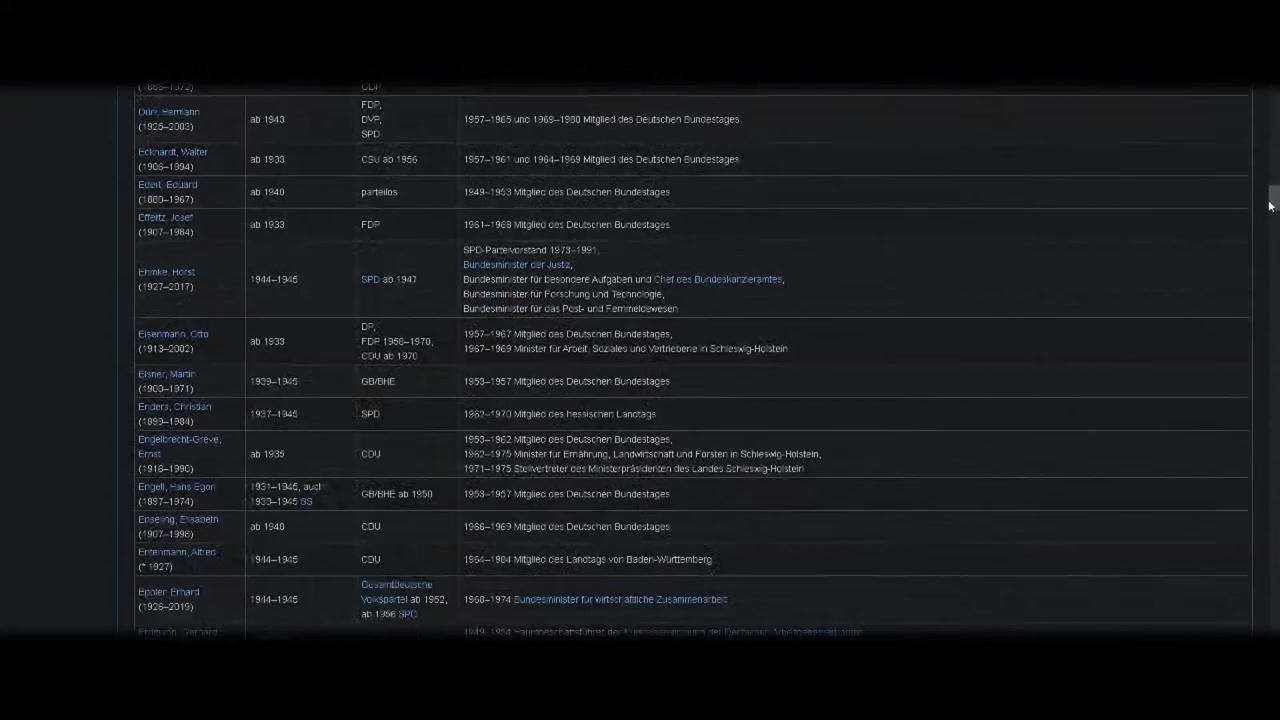 Dürr, Hermann
(1925–2003)
ab 1943
FDP,
DVP,
SPD
1957–1965 und 1969–1980 Mitglied des Deutschen Bundestages
Eckhardt, Walter
(1906–1994)
ab 1933
CSU ab 1956
1957–1961 und 1964–1969 Mitglied des Deutschen Bundestages
Edert, Eduard
(1880–1967)
ab 1940
parteilos
1949–1953 Mitglied des Deutschen Bundestages
Effertz, Josef
(1907–1984)
ab 1933
FDP
1961–1968 Mitglied des Deutschen Bundestages
Ehmke, Horst
(1927–2017)
1944–1945
SPD ab 1947
SPD-Parteivorstand 1973–1991,
Bundesminister der Justiz,
Bundesminister für besondere Aufgaben und Chef des Bundeskanzleramtes,
Bundesminister für Forschung und Technologie,
Bundesminister für das Post- und Fernmeldewesen
Eisenmann, Otto
(1913–2002)
ab 1933
DP,
FDP 1958–1970,
CDU ab 1970
1957–1967 Mitglied des Deutschen Bundestages,
1967–1969 Minister für Arbeit, Soziales und Vertriebene in Schleswig-Holstein
Elsner, Martin
(1900–1971)
1939–1945
GB/BHE
1953–1957 Mitglied des Deutschen Bundestages
Enders, Christian
(1899–1984)
1937–1945
SPD
1962–1970 Mitglied des hessischen Landtags
Engelbrecht-Greve,
Ernst
(1916–1990)
ab 1935
CDU
1953–1962 Mitglied des Deutschen Bundestages,
1962–1975 Minister für Ernährung, Landwirtschaft und Forsten in Schleswig-Holstein,
1971–1975 Stellvertreter des Ministerpräsidenten des Landes Schleswig-Holstein
Engell, Hans Egon
(1897–1974)
1931–1945, auch
1933–1945 SS
GB/BHE ab 1950
1953–1957 Mitglied des Deutschen Bundestages
Enseling, Elisabeth
(1907–1998)
ab 1940
CDU
1966–1969 Mitglied des Deutschen Bundestages
Entenmann, Alfred
(* 1927)
1944–1945
CDU
1964–1984 Mitglied des Landtags von Baden-Württemberg
Eppler, Erhard
(1926–2019)
1944–1945
Gesamtdeutsche
Volkspartei ab 1952,
ab 1956 SPD
1968–1974 Bundesminister für wirtschaftliche Zusammenarbeit
Erdmann, Gerhard
1949–1954 Hauptgeschäftsführer der Bundesvereinigung der Deutschen Arbeitgeberverbände